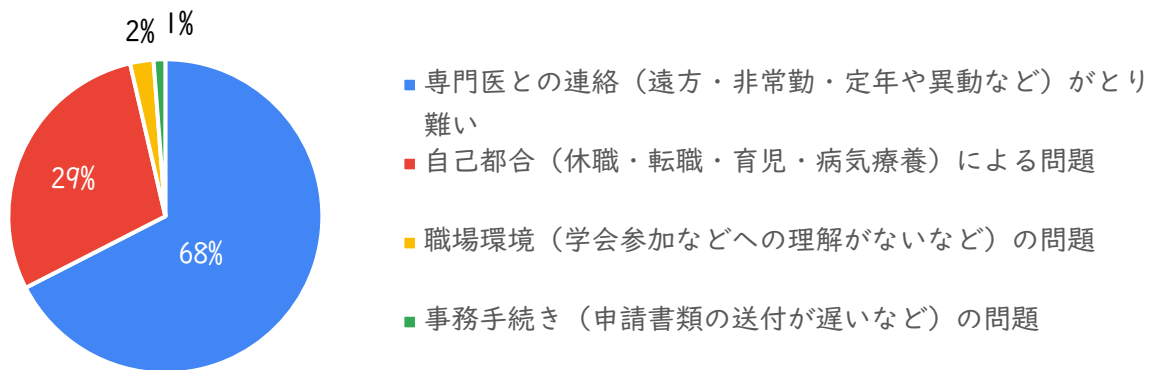 2% 1%
専門医との連絡（遠方・非常勤・定年や異動など）がとり
難い
自己都合（休職・転職・育児・病気療養）による問題
29%
職場環境（学会参加などへの理解がないなど）の問題
68%
事務手続き（申請書類の送付が遅いなど）の問題